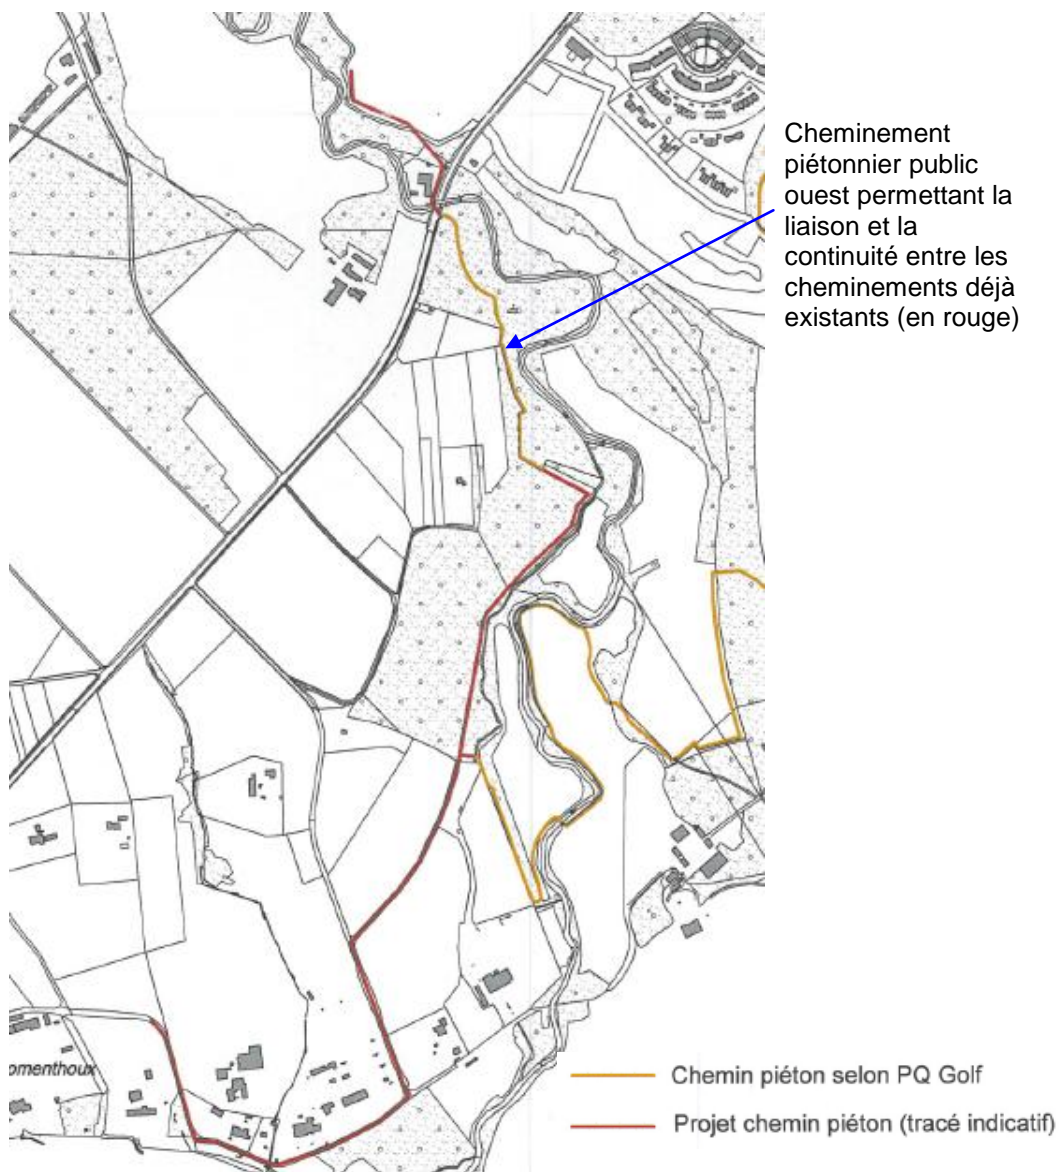 Cheminement
piétonnier public
ouest permettant la
liaison et la
continuité entre les
cheminements déjà
existants (en rouge)
omenthoux
Chemin piéton selon PQ Golf
Projet chemin piéton (tracé indicatif)